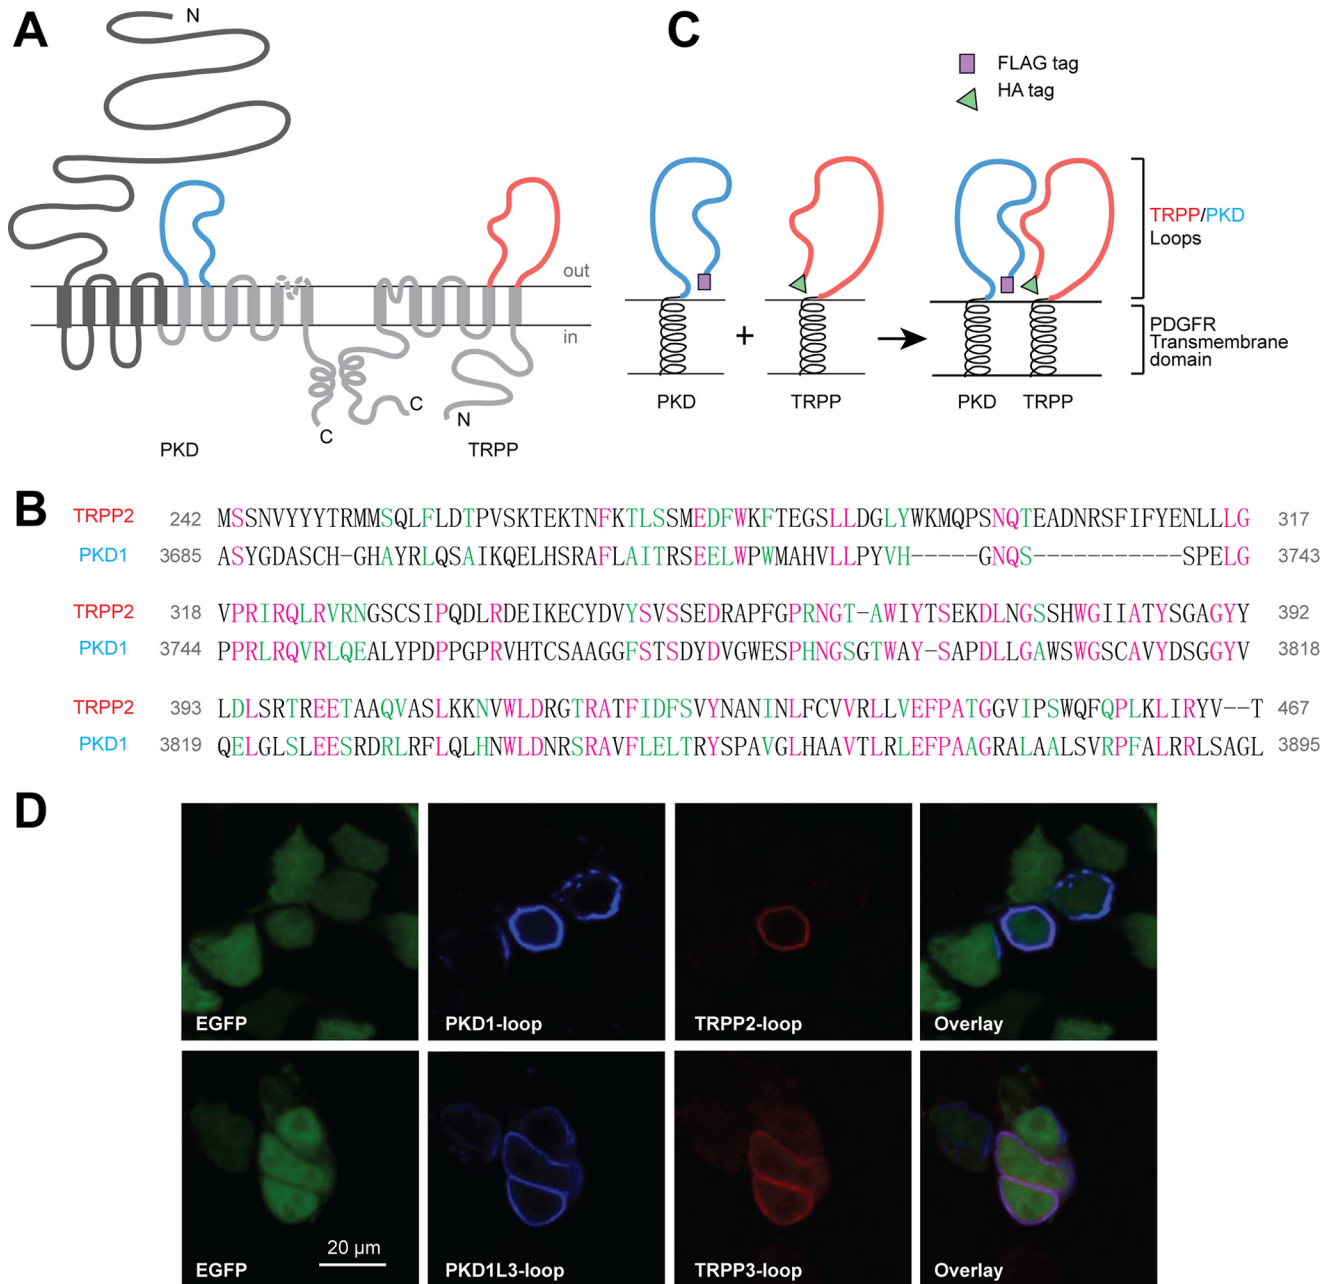 A
N
out
in
C
C
N
PKD
TRPP
C
FLAG tag
HA tag
TRPP/PKD
Loops
+
PDGFR
Transmembrane
domain
PKD
TRPP
PKD TRPP
B
TRPP2 242 MSSNVYYYTRMMSQLFLDTPVSKTEKTNFKTLSSMEDFWKFTEGSLLDGLYWKMQPSNQTEADNRSFIFYENLLLG 317
PKD1 3685 ASYGDASCH-GHAYRLQSAIKQELHSRAFLAITRSEELWPWMAHVLLPYVH-----GNQS-----------SPELG 3743
TRPP2 318 VPRIRQLRVRNGSCSIPQDLRDEIKECYDVYSVSSEDRAPFGPRNGT-AWIYTSEKDLNGSSHWGIIATYSGAGYY 392
PKD1 3744 PPRLRQVRLQEALYPDPPGPRVHTCSAAGGFSTSDYDVGWESPHNGSGTWAY-SAPDLLGAWSWGSCAVYDSGGYV 3818
TRPP2 393 LDLSRTREETAAQVASLKKNVWLDRGTRATFIDFSVYNANINLFCVVRLLVEFPATGGVIPSWQFQPLKLIRYV--T 467
PKD1 3819 QELGLSLEESRDRLRFLQLHNWLDNRSRAVFLELTRYSPAVGLHAAVTLRLEFPAAGRALAALSVRPFALRRLSAGL 3895
D
EGFP
PKD1-loop
TRPP2-loop
Overlay
20 µm
EGFP
PKD1L3-loop
TRPP3-loop
Overlay